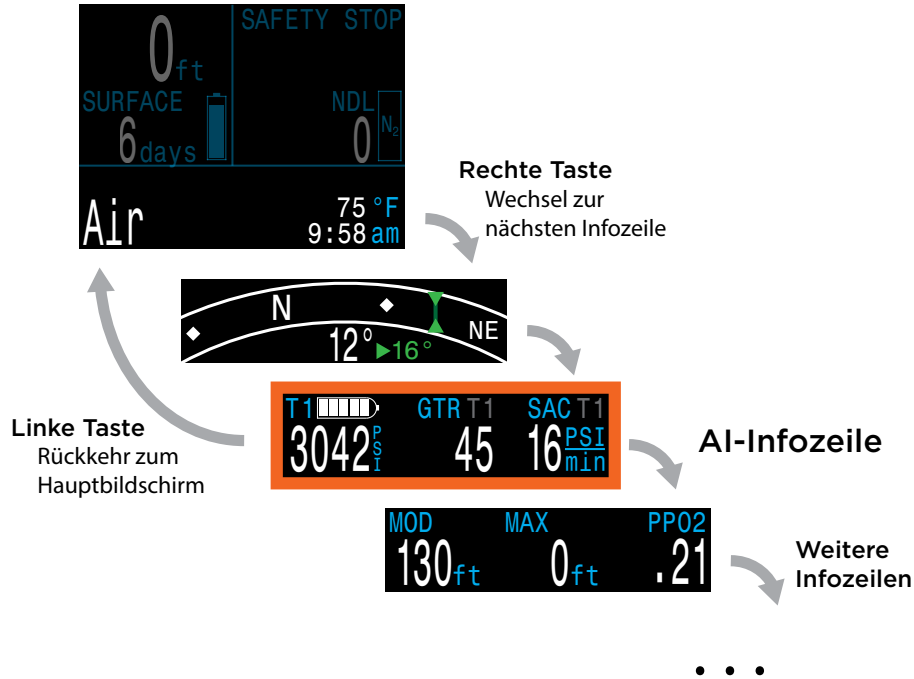 0ft
SAFETY STOP
SURFACE
6days
NDL
0
N2
Air
75 °F
9:58 am
Rechte Taste
Wechsel zur
nächsten Infozeile
N
NE
12° ▶16°
Linke Taste
Rückkehr zum
Hauptbildschirm
T1 GTR T1 SAC T1
3042 PSI 45 16 PSI min
AI-Infozeile
MOD MAX PPO2
130ft 0ft .21
Weitere
Infozeilen
• • •